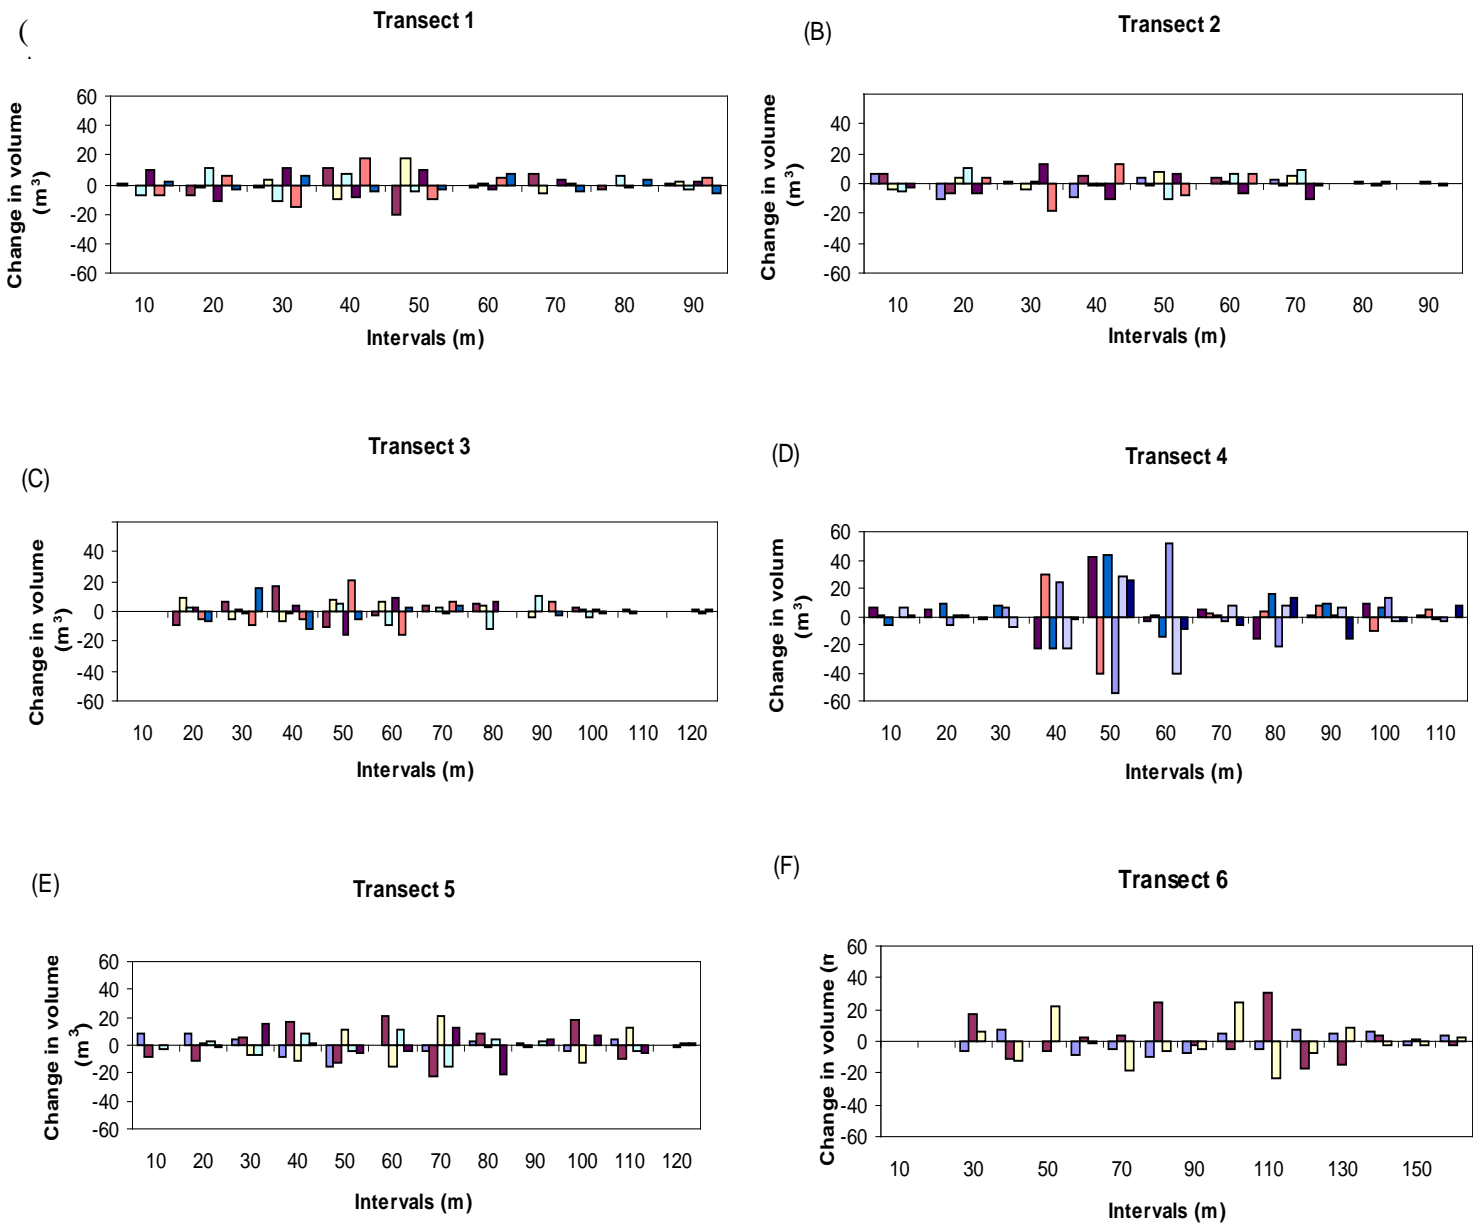 (
Transect 1
Change in volume
(m³)
60
40
20
0
-20
-40
-60
10 20 30 40 50 60 70 80 90
Intervals (m)
(B)
Transect 2
Change in volume
(m³)
40
20
0
-20
-40
-60
10 20 30 40 50 60 70 80 90
Intervals (m)
(C)
Transect 3
Change in volume
(m³)
40
20
0
-20
-40
-60
10 20 30 40 50 60 70 80 90 100 110 120
Intervals (m)
(D)
Transect 4
Change in volum
(m³)
60
40
20
0
-20
-40
-60
10 20 30 40 50 60 70 80 90 100 110
Intervals (m)
(E)
Transect 5
Change in volume
(m³)
60
40
20
0
-20
-40
-60
10 20 30 40 50 60 70 80 90 100 110 120
Intervals (m)
(F)
Transect 6
Change in volume (
60
40
20
0
-20
-40
-60
10 30 50 70 90 110 130 150
Intervals (m)